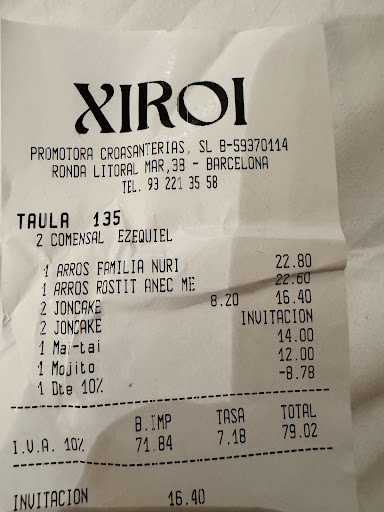 XIROI
PROMOTORA CROASANTERIAS, SL B-59370114
RONDA LITORAL MAR,38 - BARCELONA
TEL. 93 221 35 58
TAULA 135
2 COMENSAL EZEQUIEL
1 ARROS FAMILIA NURI 22.80
1 ARROS ROSTIT ANEC ME 22.60
2 JONCAKE 8.20 16.40
2 JONCAKE INVITACION
1 Mai-tai 14.00
1 Mojito 12.00
1 Dte 10% -8.78
B.IMP TASA TOTAL
I.V.A. 10% 71.84 7.18 79.02
INVITACION 16.40